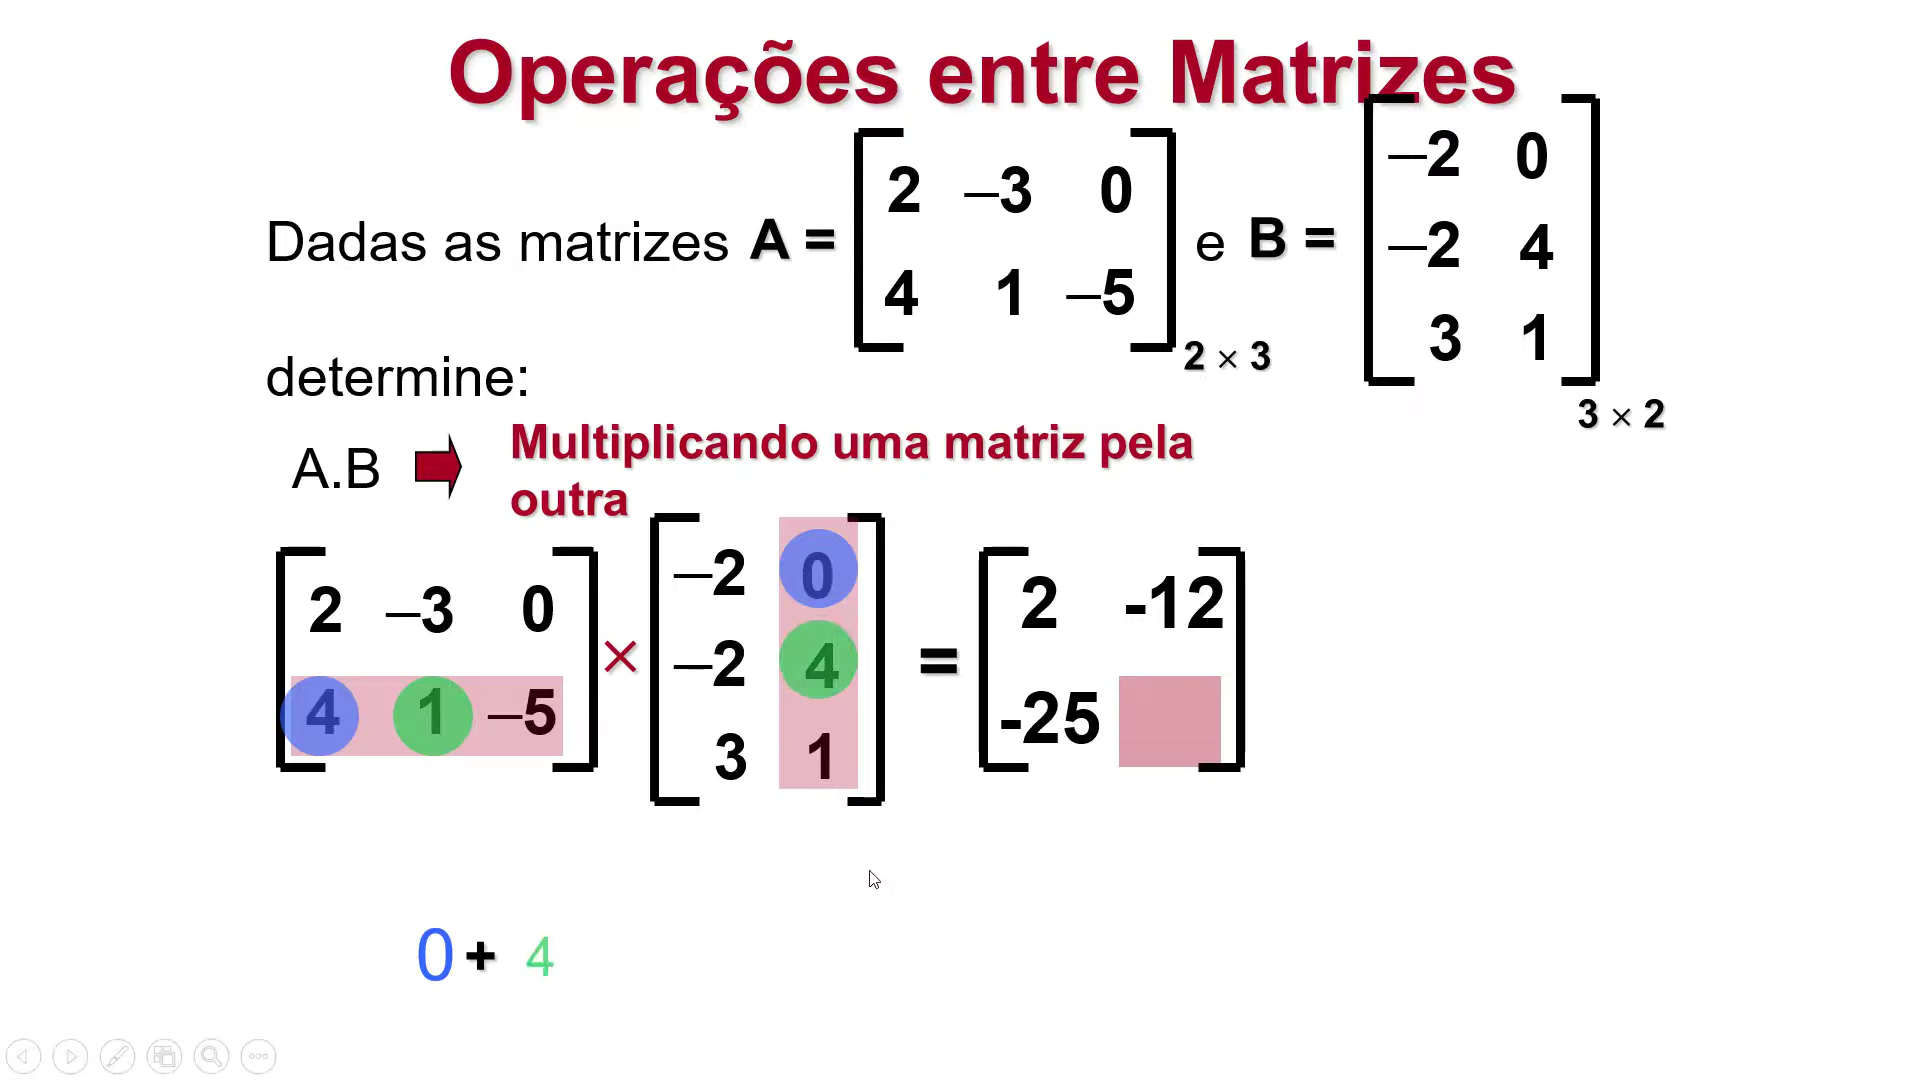 Operações entre Matrizes
–2 0
2 –3 0
Dadas as matrizes A = e B = –2 4
4 1 –5
3 1
2 × 3
determine:
3 × 2
A.B Multiplicando uma matriz pela
outra
–2 0
2 –3 0 2 -12
× –2 4 =
4 1 –5 -25
3 1
0 + 4